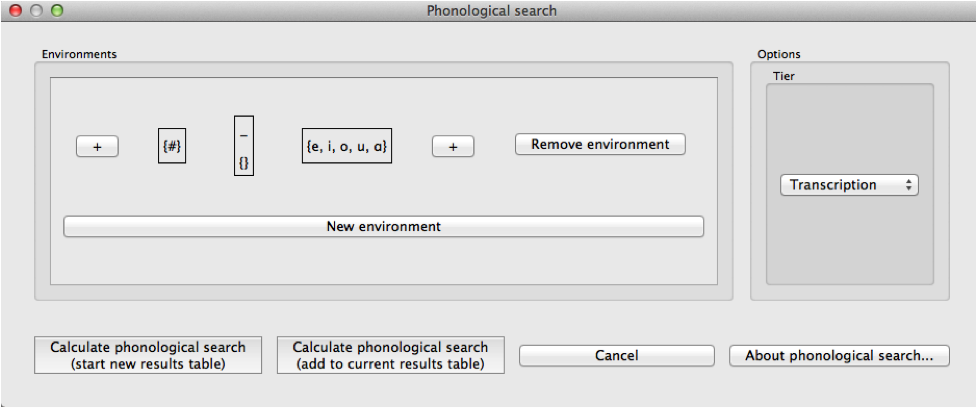 Phonological search
Environments
Options
Tier
+
{#}
_
{}
{e, i, o, u, ɑ}
+
Remove environment
Transcription
New environment
Calculate phonological search
(start new results table)
Calculate phonological search
(add to current results table)
Cancel
About phonological search...